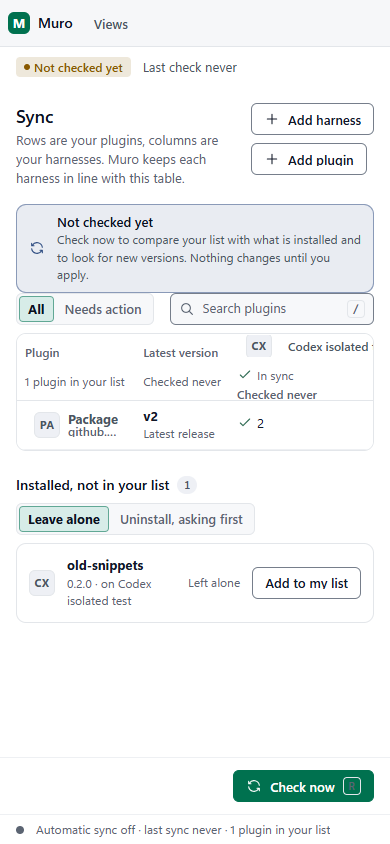 M Muro Views
Not checked yet Last check never
Sync
Add harness
Rows are your plugins, columns are
your harnesses. Muro keeps each
harness in line with this table.
Add plugin
Not checked yet
Check now to compare your list with what is installed and
to look for new versions. Nothing changes until you
apply.
All Needs action Search plugins /
Plugin Latest version CX Codex isolated
1 plugin in your list Checked never In sync
Checked never
PA Package v2 2
github.... Latest release
Installed, not in your list 1
Leave alone Uninstall, asking first
CX old-snippets
0.2.0 · on Codex
isolated test
Left alone Add to my list
Check now R
Automatic sync off · last sync never · 1 plugin in your list